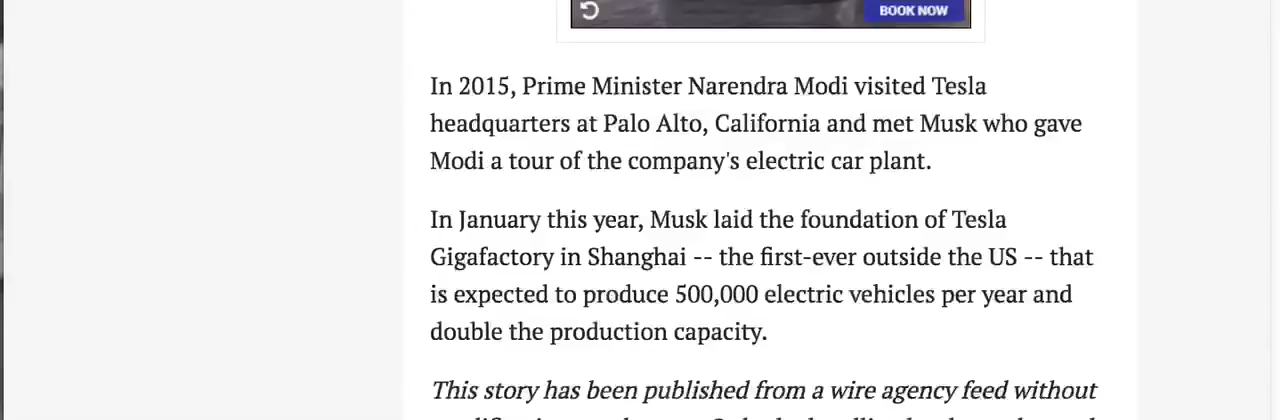 BOOK NOW
In 2015, Prime Minister Narendra Modi visited Tesla
headquarters at Palo Alto, California and met Musk who gave
Modi a tour of the company's electric car plant.
In January this year, Musk laid the foundation of Tesla
Gigafactory in Shanghai -- the first-ever outside the US -- that
is expected to produce 500,000 electric vehicles per year and
double the production capacity.
This story has been published from a wire agency feed without